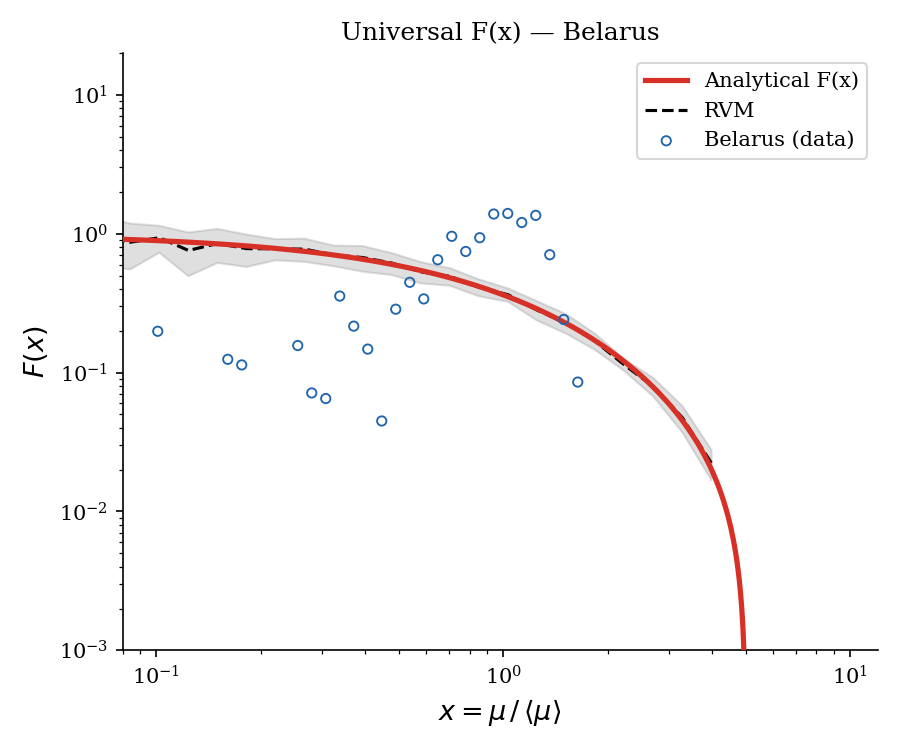 Universal F(x) — Belarus
Analytical F(x)
RVM
Belarus (data)
F(x)
10¹
10⁰
10⁻¹
10⁻²
10⁻³
10⁻¹ 10⁰ 10¹
x = μ / ⟨μ⟩